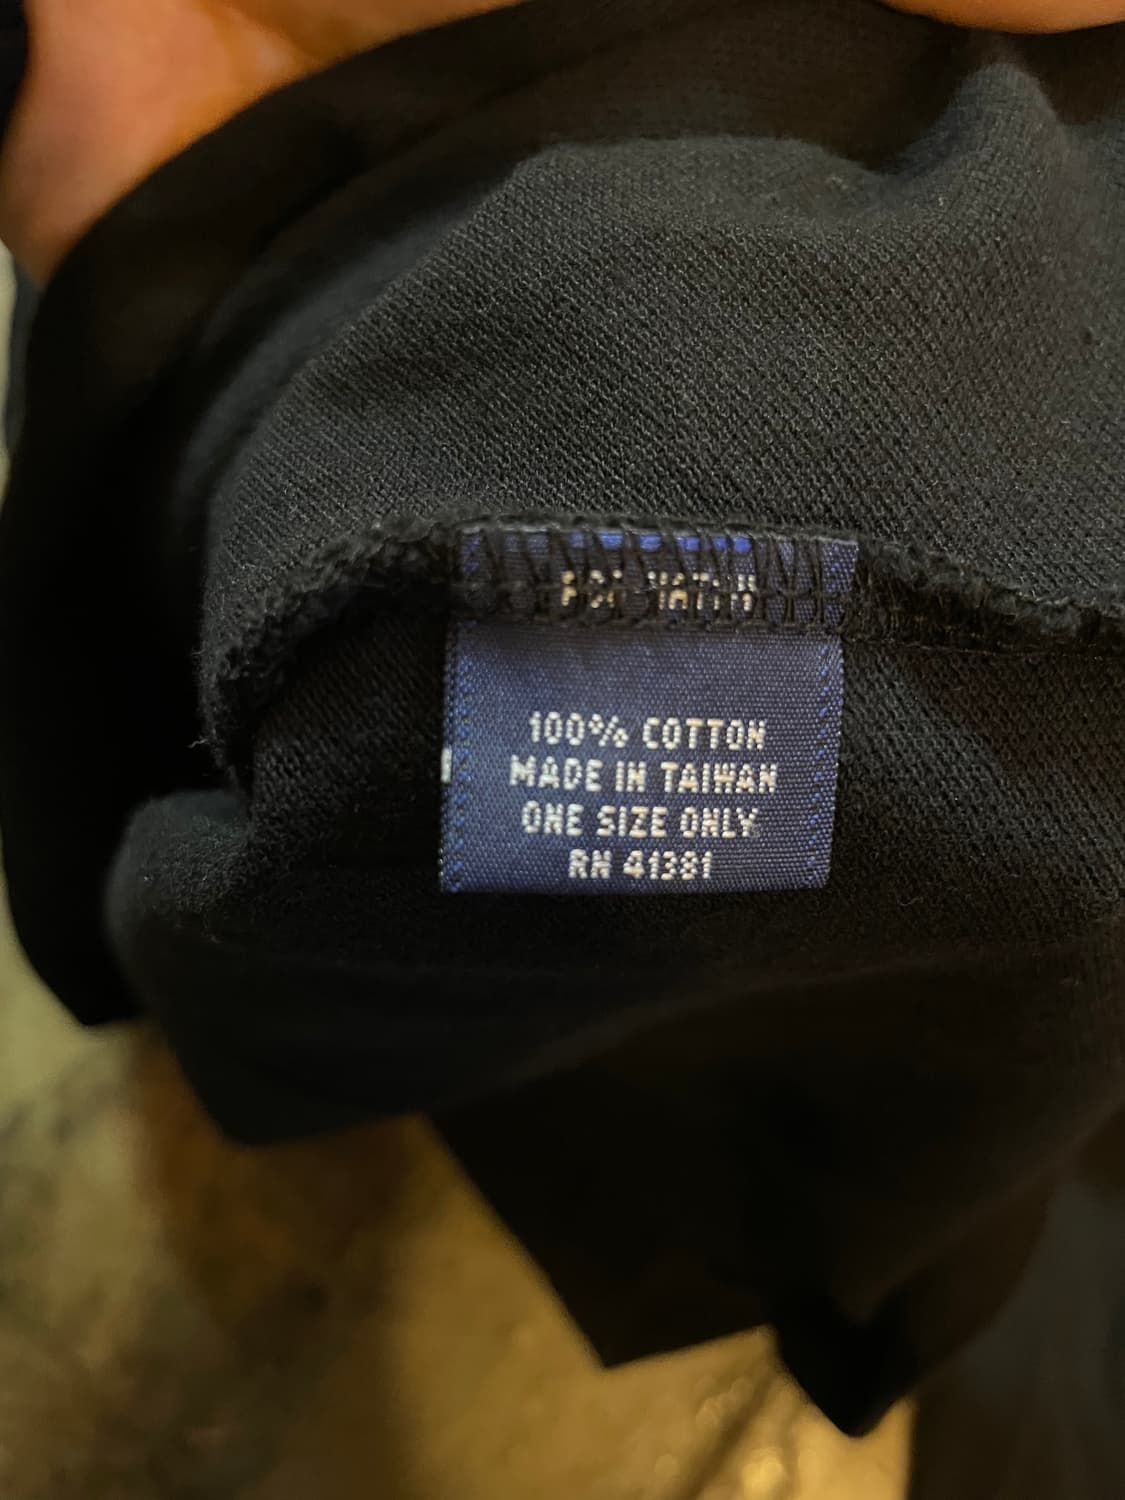 100% COTTON
MADE IN TAIWAN
ONE SIZE ONLY
RN 41381